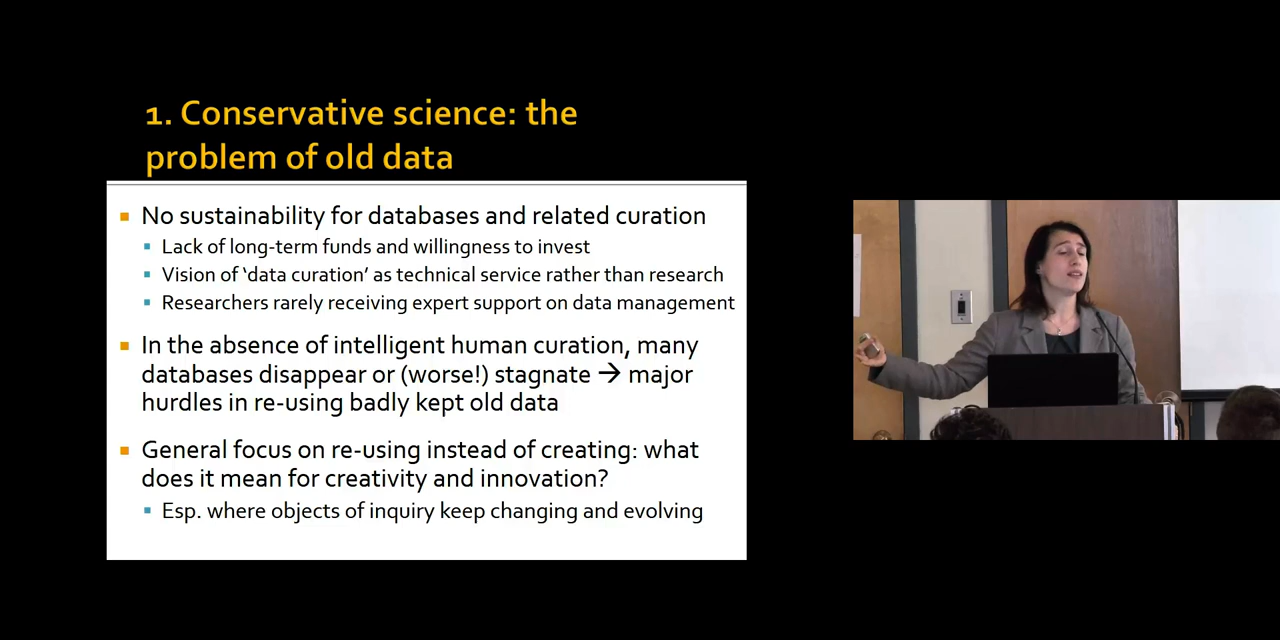 1. Conservative science: the
problem of old data
No sustainability for databases and related curation
Lack of long-term funds and willingness to invest
Vision of ‘data curation’ as technical service rather than research
Researchers rarely receiving expert support on data management
In the absence of intelligent human curation, many
databases disappear or (worse!) stagnate → major
hurdles in re-using badly kept old data
General focus on re-using instead of creating: what
does it mean for creativity and innovation?
Esp. where objects of inquiry keep changing and evolving